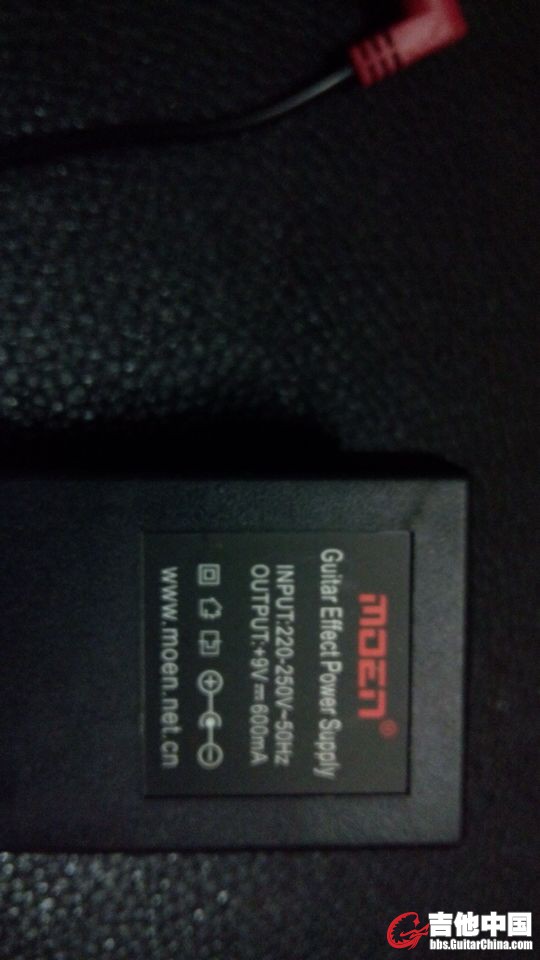 MOEN®
Guitar Effect Power Supply
INPUT:220-250V~50Hz
OUTPUT:+9V⎓600mA
www.moen.net.cn
吉他中国
bbs.GuitarChina.com